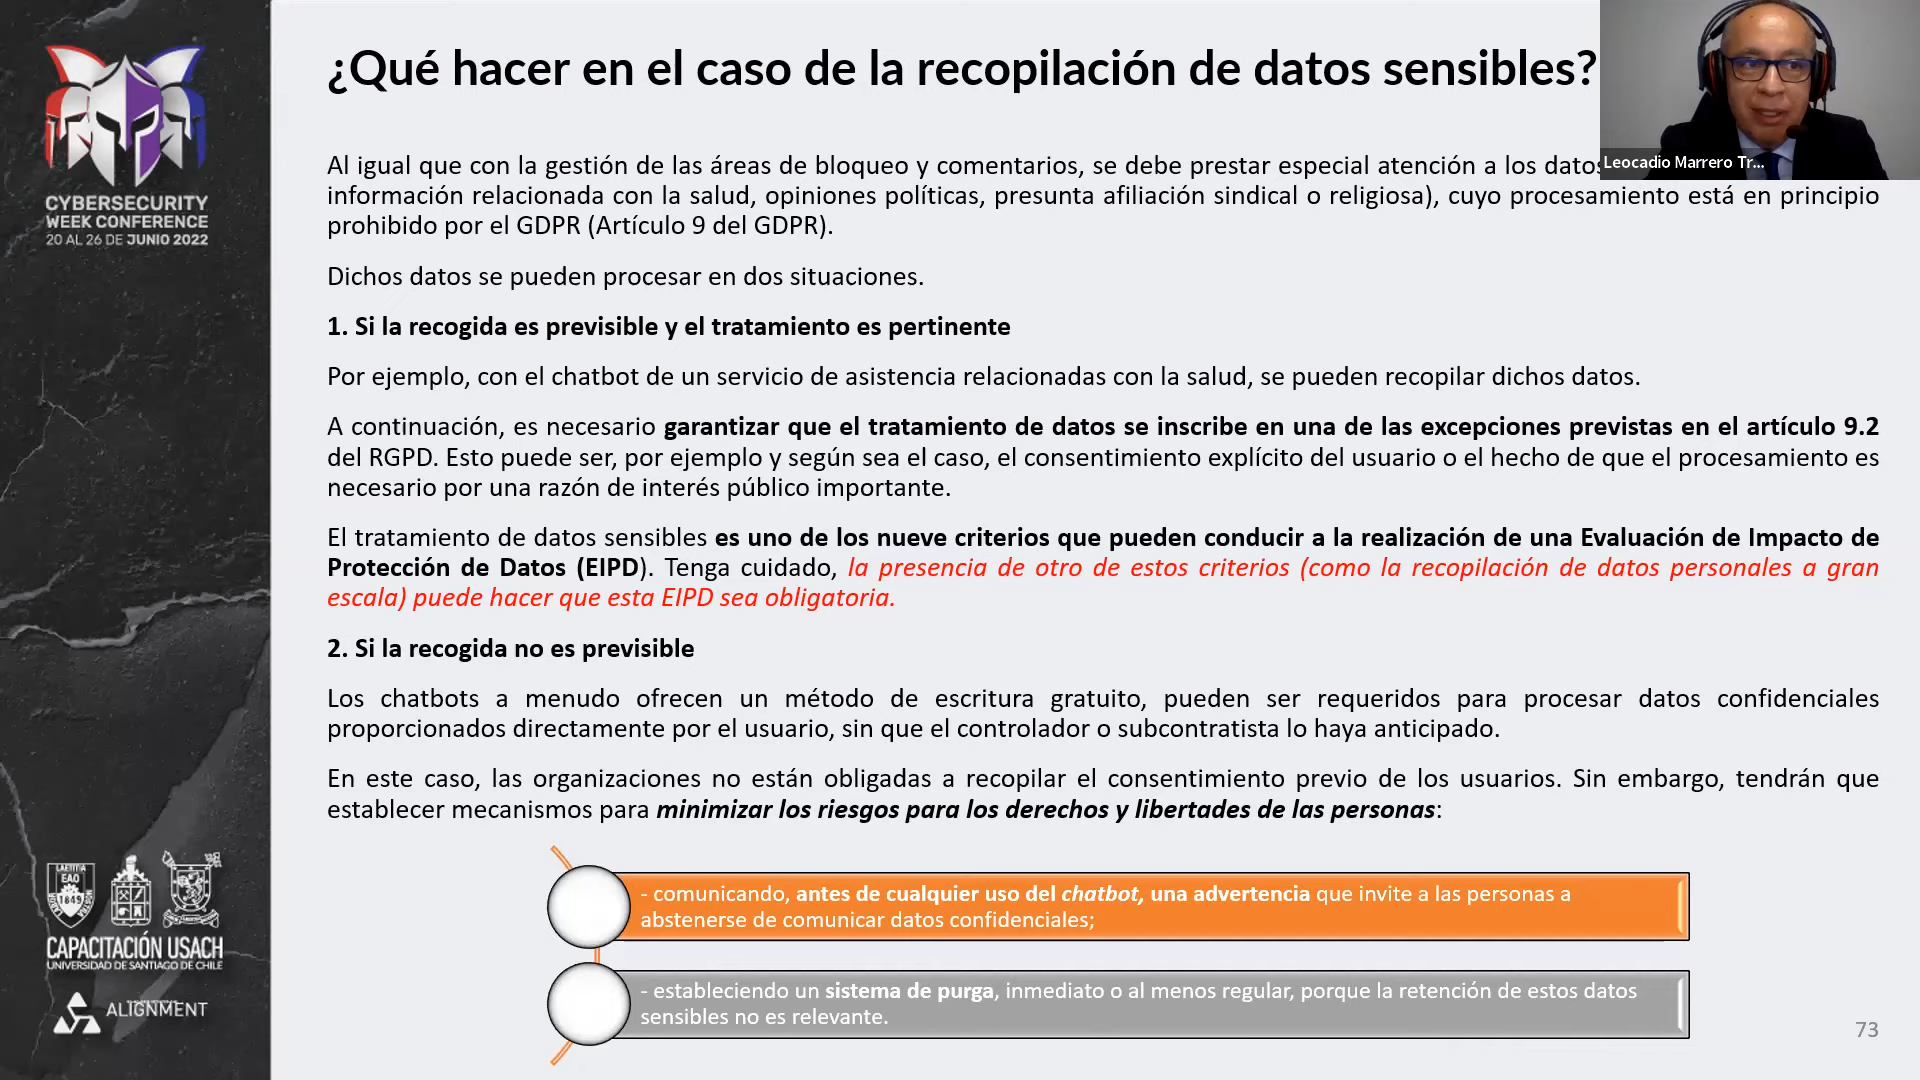 ¿Qué hacer en el caso de la recopilación de datos sensibles?
Leocadio Marrero Tr...
Al igual que con la gestión de las áreas de bloqueo y comentarios, se debe prestar especial atención a los datos
información relacionada con la salud, opiniones políticas, presunta afiliación sindical o religiosa), cuyo procesamiento está en principio
prohibido por el GDPR (Artículo 9 del GDPR).
Dichos datos se pueden procesar en dos situaciones.
1. Si la recogida es previsible y el tratamiento es pertinente
Por ejemplo, con el chatbot de un servicio de asistencia relacionadas con la salud, se pueden recopilar dichos datos.
A continuación, es necesario garantizar que el tratamiento de datos se inscribe en una de las excepciones previstas en el artículo 9.2
del RGPD. Esto puede ser, por ejemplo y según sea el caso, el consentimiento explícito del usuario o el hecho de que el procesamiento es
necesario por una razón de interés público importante.
El tratamiento de datos sensibles es uno de los nueve criterios que pueden conducir a la realización de una Evaluación de Impacto de
Protección de Datos (EIPD). Tenga cuidado, la presencia de otro de estos criterios (como la recopilación de datos personales a gran
escala) puede hacer que esta EIPD sea obligatoria.
2. Si la recogida no es previsible
Los chatbots a menudo ofrecen un método de escritura gratuito, pueden ser requeridos para procesar datos confidenciales
proporcionados directamente por el usuario, sin que el controlador o subcontratista lo haya anticipado.
En este caso, las organizaciones no están obligadas a recopilar el consentimiento previo de los usuarios. Sin embargo, tendrán que
establecer mecanismos para minimizar los riesgos para los derechos y libertades de las personas:
- comunicando, antes de cualquier uso del chatbot, una advertencia que invite a las personas a
abstenerse de comunicar datos confidenciales;
- estableciendo un sistema de purga, inmediato o al menos regular, porque la retención de estos datos
sensibles no es relevante.
73
CYBERSECURITY
WEEK CONFERENCE
20 AL 26 DE JUNIO 2022
EAO
1849
CAPACITACIÓN USACH
UNIVERSIDAD DE SANTIAGO DE CHILE
ALIGNMENT